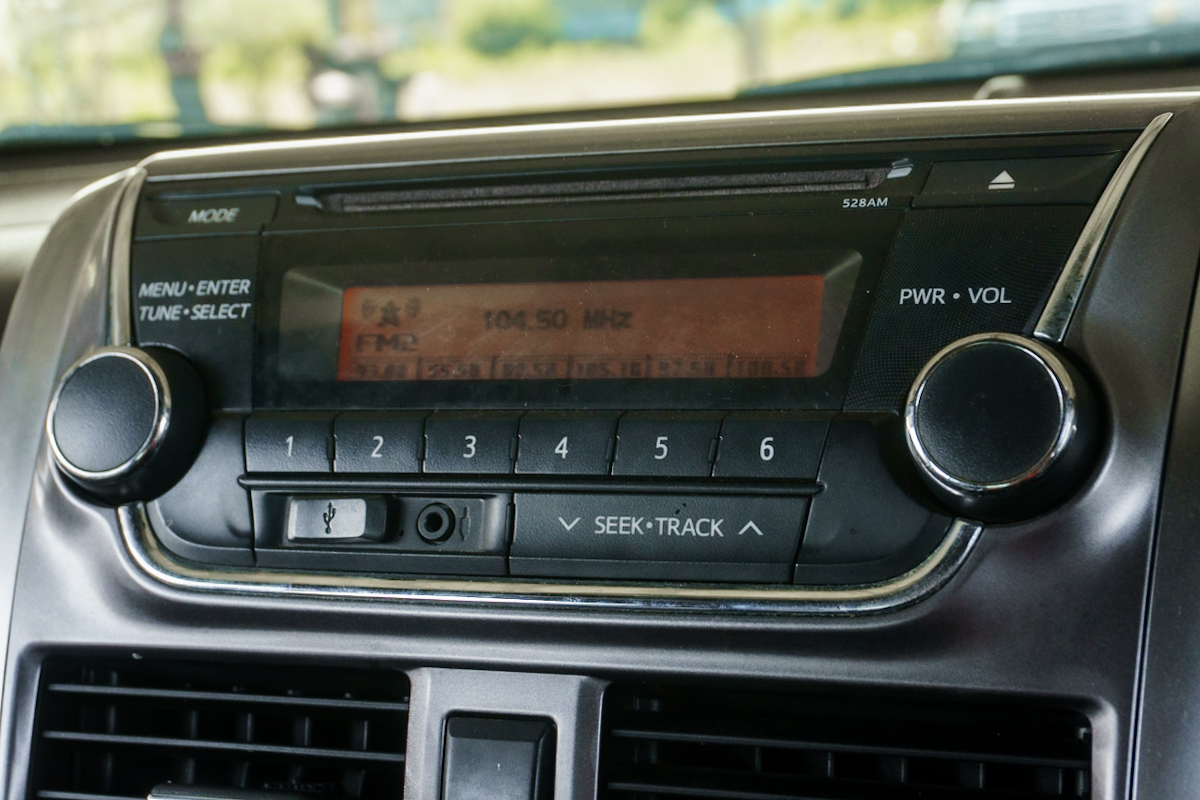 MODE
528AM
MENU•ENTER
TUNE•SELECT
PWR • VOL
104.50 MHz
FM2
1 2 3 4 5 6
SEEK•TRACK